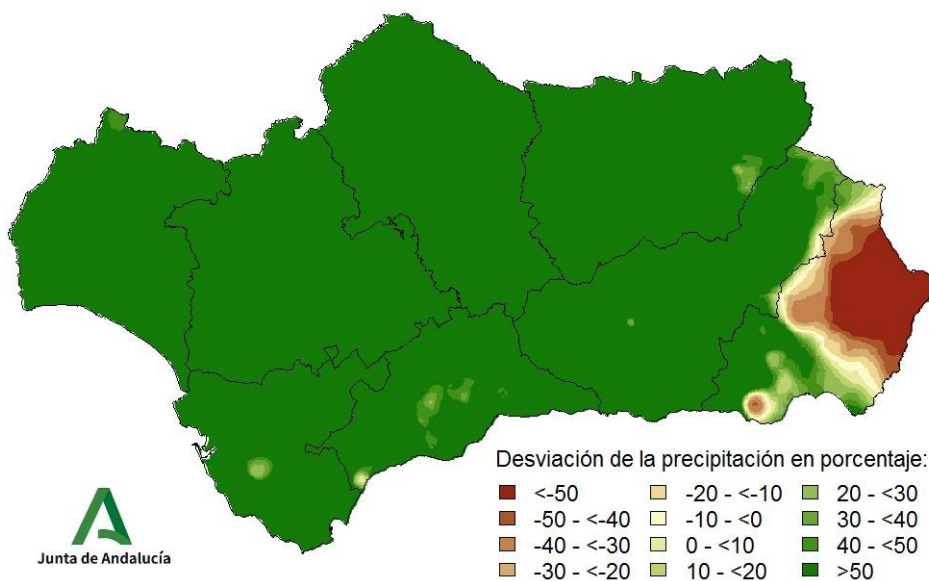 Desviación de la precipitación en porcentaje:
<-50 -20 - <-10 20 - <30
-50 - <-40 -10 - <0 30 - <40
-40 - <-30 0 - <10 40 - <50
-30 - <-20 10 - <20 >50
Junta de Andalucía